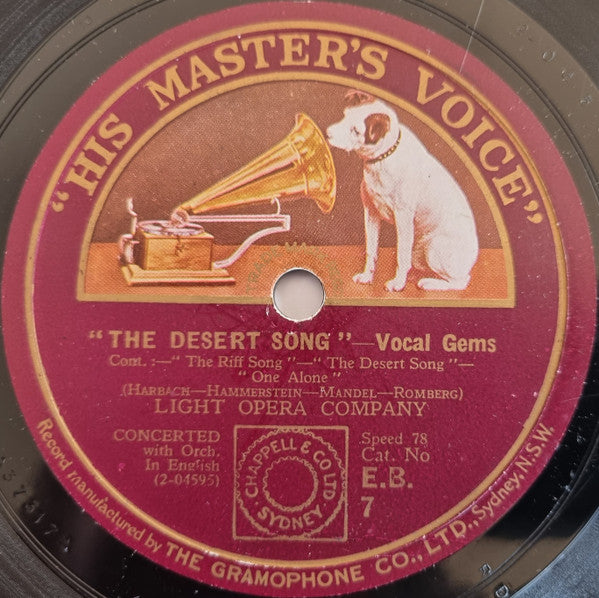 "HIS MASTER'S VOICE"
"THE DESERT SONG"—Vocal Gems
Cont.:—"The Riff Song"—"The Desert Song"—
"One Alone"
(HARBACH—HAMMERSTEIN—MANDEL—ROMBERG)
LIGHT OPERA COMPANY
CONCERTED
with Orch.
In English
(2-04595)
CHAPPELL & CO LTD
SYDNEY
Speed 78
Cat. No
E.B.
7
Record manufactured by THE GRAMOPHONE CO., LTD., Sydney, N.S.W.